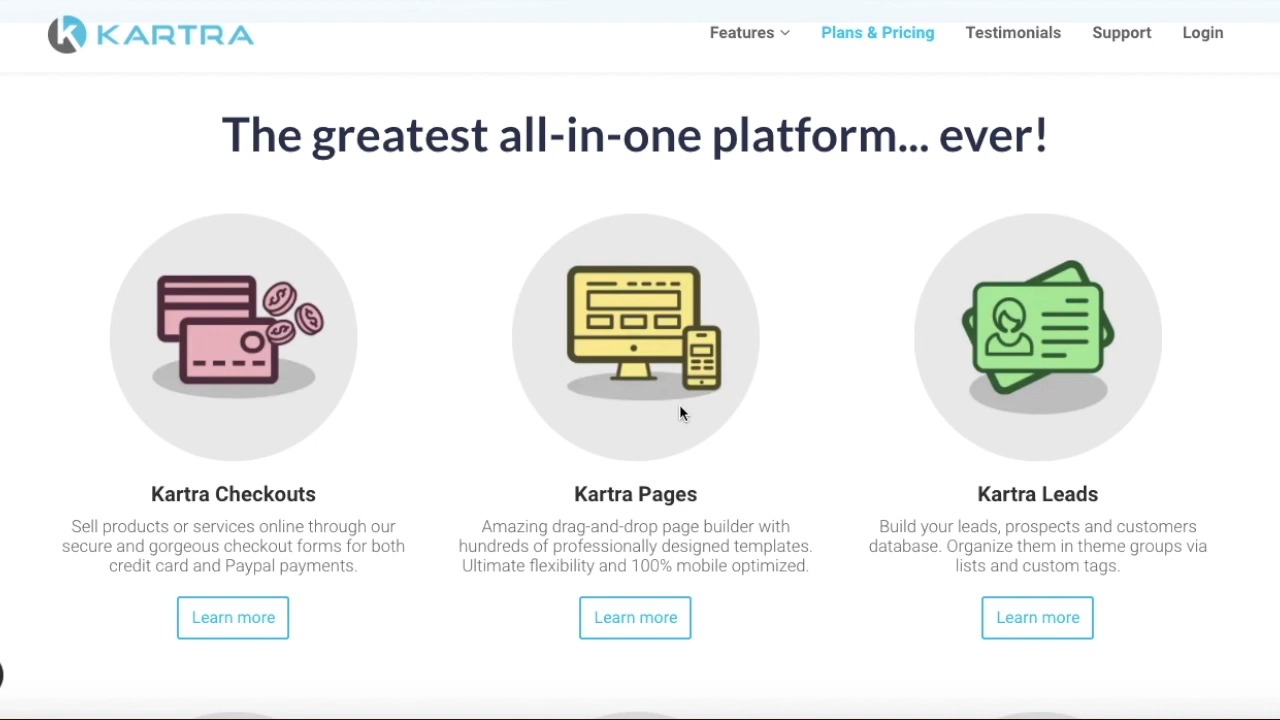 KARTRA
Features
Plans & Pricing
Testimonials
Support
Login
The greatest all-in-one platform... ever!
Kartra Checkouts
Sell products or services online through our
secure and gorgeous checkout forms for both
credit card and Paypal payments.
Learn more
Kartra Pages
Amazing drag-and-drop page builder with
hundreds of professionally designed templates.
Ultimate flexibility and 100% mobile optimized.
Learn more
Kartra Leads
Build your leads, prospects and customers
database. Organize them in theme groups via
lists and custom tags.
Learn more